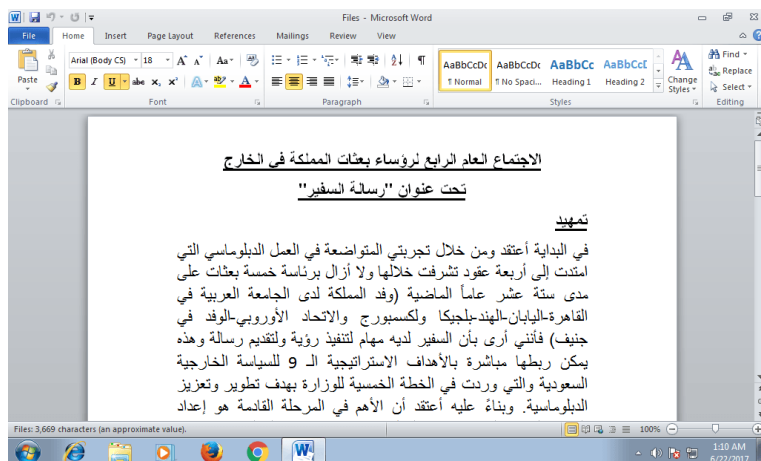 Files - Microsoft Word
File Home Insert Page Layout References Mailings Review View
Paste
Arial (Body CS) 18
B I U abc x₂ x²
Aa
AaBbCcDc AaBbCcDc AaBbCc AaBbCcD
¶ Normal ¶ No Spaci... Heading 1 Heading 2
Change Styles
Find
Replace
Select
Clipboard Font Paragraph Styles Editing
الاجتماع العام الرابع لرؤساء بعثات المملكة في الخارج
تحت عنوان "رسالة السفير"
تمهيد
في البداية أعتقد ومن خلال تجربتي المتواضعة في العمل الدبلوماسي التي
امتدت إلى أربعة عقود تشرفت خلالها ولا أزال برئاسة خمسة بعثات على
مدى ستة عشر عاماً الماضية (وفد المملكة لدى الجامعة العربية في
القاهرة-اليابان-الهند-بلجيكا ولكسمبورج والاتحاد الأوروبي-الوفد في
جنيف) فأنني أرى بأن السفير لديه مهام لتنفيذ رؤية ولتقديم رسالة وهذه
يمكن ربطها مباشرة بالأهداف الاستراتيجية الـ 9 للسياسة الخارجية
السعودية والتي وردت في الخطة الخمسية للوزارة بهدف تطوير وتعزيز
الدبلوماسية. وبناءً عليه أعتقد أن الأهم في المرحلة القادمة هو إعداد
Files: 3,669 characters (an approximate value).
100%
1:10 AM
6/22/2017